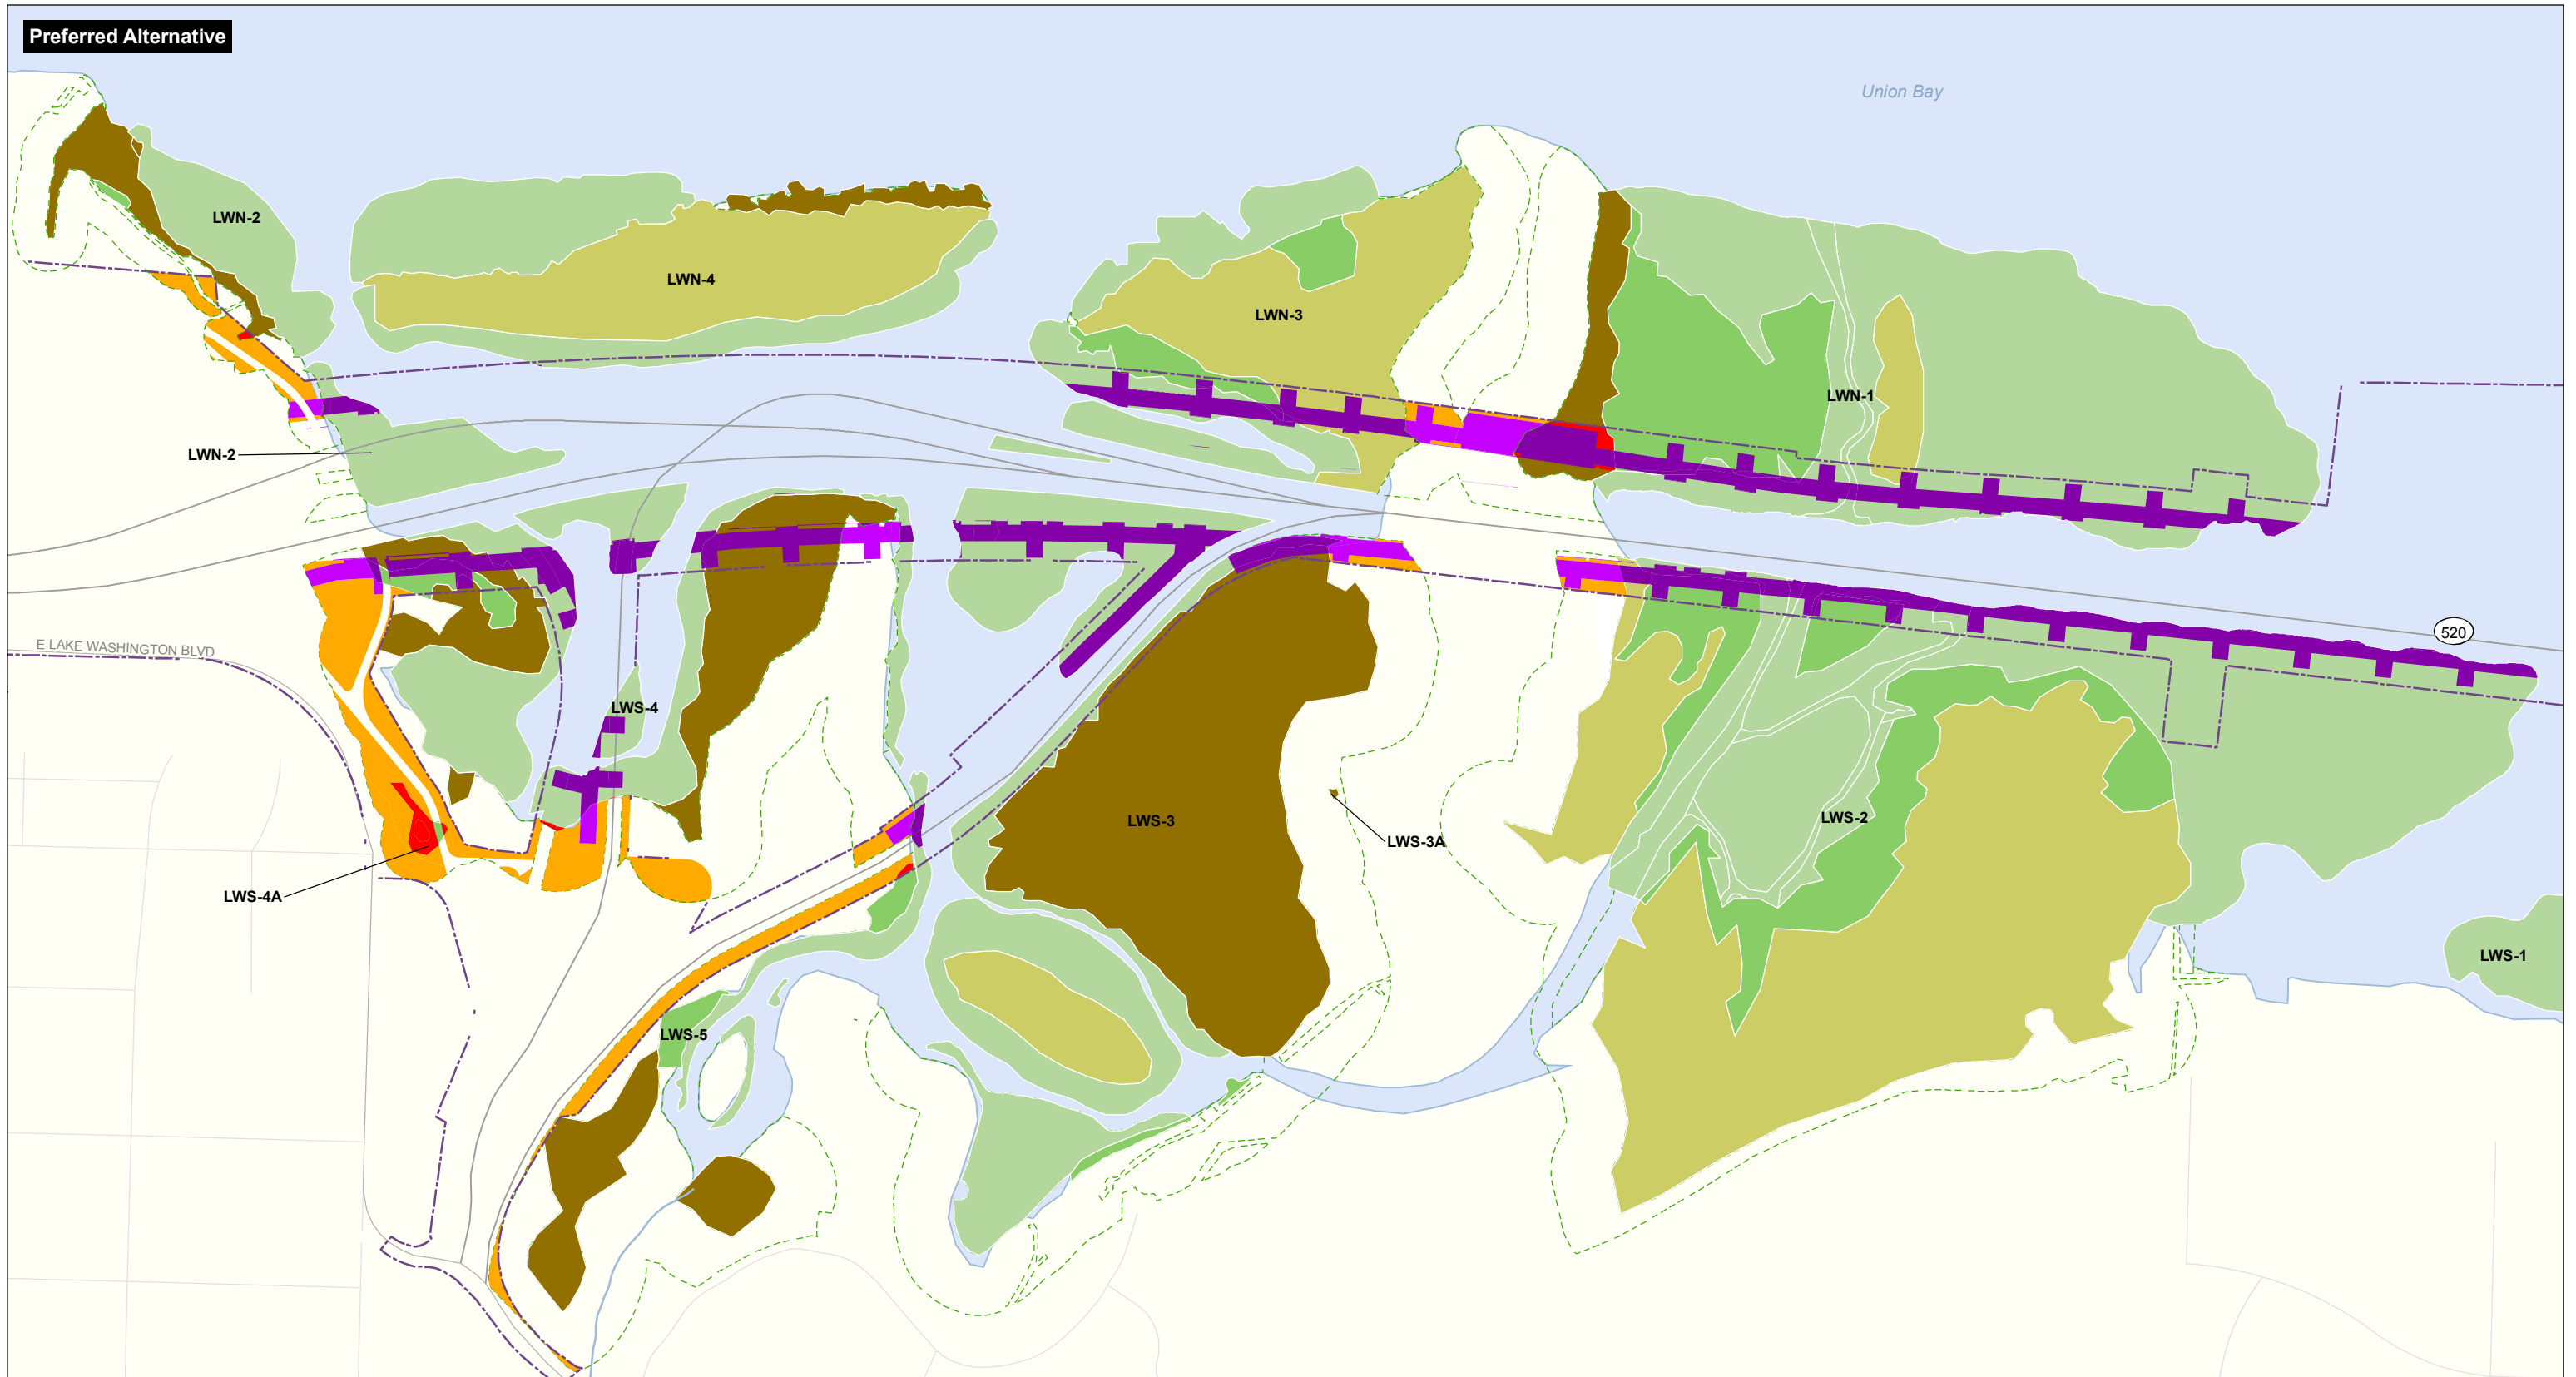 Preferred Alternative
Union Bay
LWN-2
LWN-4
LWN-3
LWN-1
LWN-2
520
E LAKE WASHINGTON BLVD
LWS-4
LWS-3
LWS-2
LWS-3A
LWS-4A
LWS-1
LWS-5